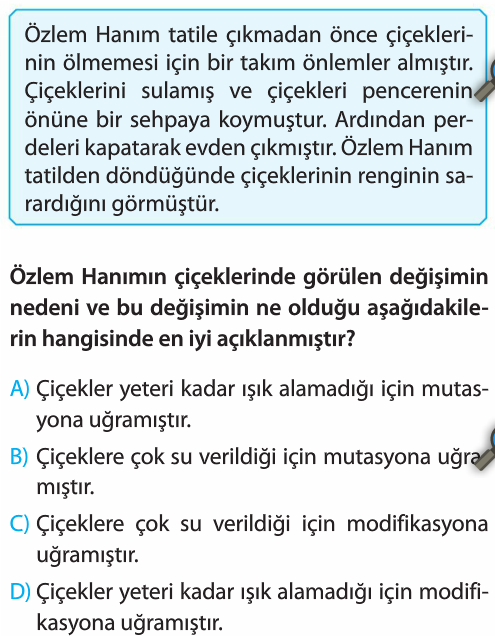 Özlem Hanım tatile çıkmadan önce çiçekleri-
nin ölmemesi için bir takım önlemler almıştır.
Çiçeklerini sulamış ve çiçekleri pencerenin
önüne bir sehpaya koymuştur. Ardından per-
deleri kapatarak evden çıkmıştır. Özlem Hanım
tatilden döndüğünde çiçeklerinin renginin sa-
rardığını görmüştür.
Özlem Hanımın çiçeklerinde görülen değişimin
nedeni ve bu değişimin ne olduğu aşağıdakile-
rin hangisinde en iyi açıklanmıştır?
A) Çiçekler yeteri kadar ışık alamadığı için mutas-
yona uğramıştır.
B) Çiçeklere çok su verildiği için mutasyona uğra
mıştır.
C) Çiçeklere çok su verildiği için modifikasyona
uğramıştır.
D) Çiçekler yeteri kadar ışık alamadığı için modifi-
kasyona uğramıştır.